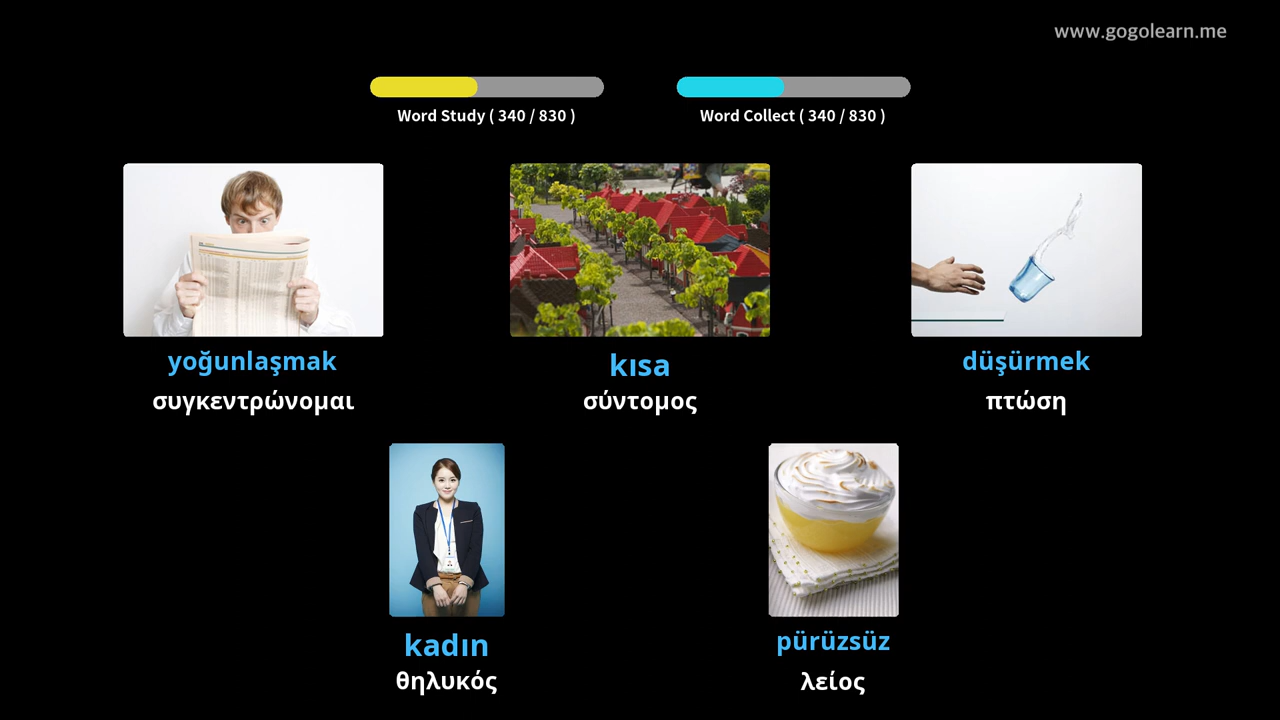 www.gogolearn.me
Word Study ( 340 / 830 )
Word Collect ( 340 / 830 )
yoğunlaşmak
συγκεντρώνομαι
kısa
σύντομος
düşürmek
πτώση
kadın
θηλυκός
pürüzsüz
λείος